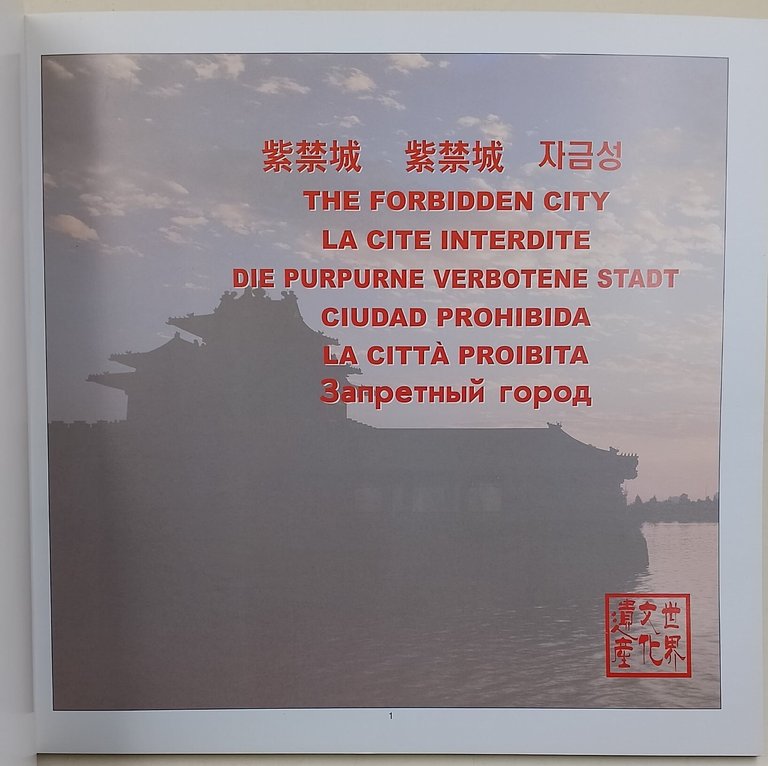 紫禁城 紫禁城 자금성
THE FORBIDDEN CITY
LA CITE INTERDITE
DIE PURPURNE VERBOTENE STADT
CIUDAD PROHIBIDA
LA CITTÀ PROIBITA
Запретный город
世界
文化
遺産
1